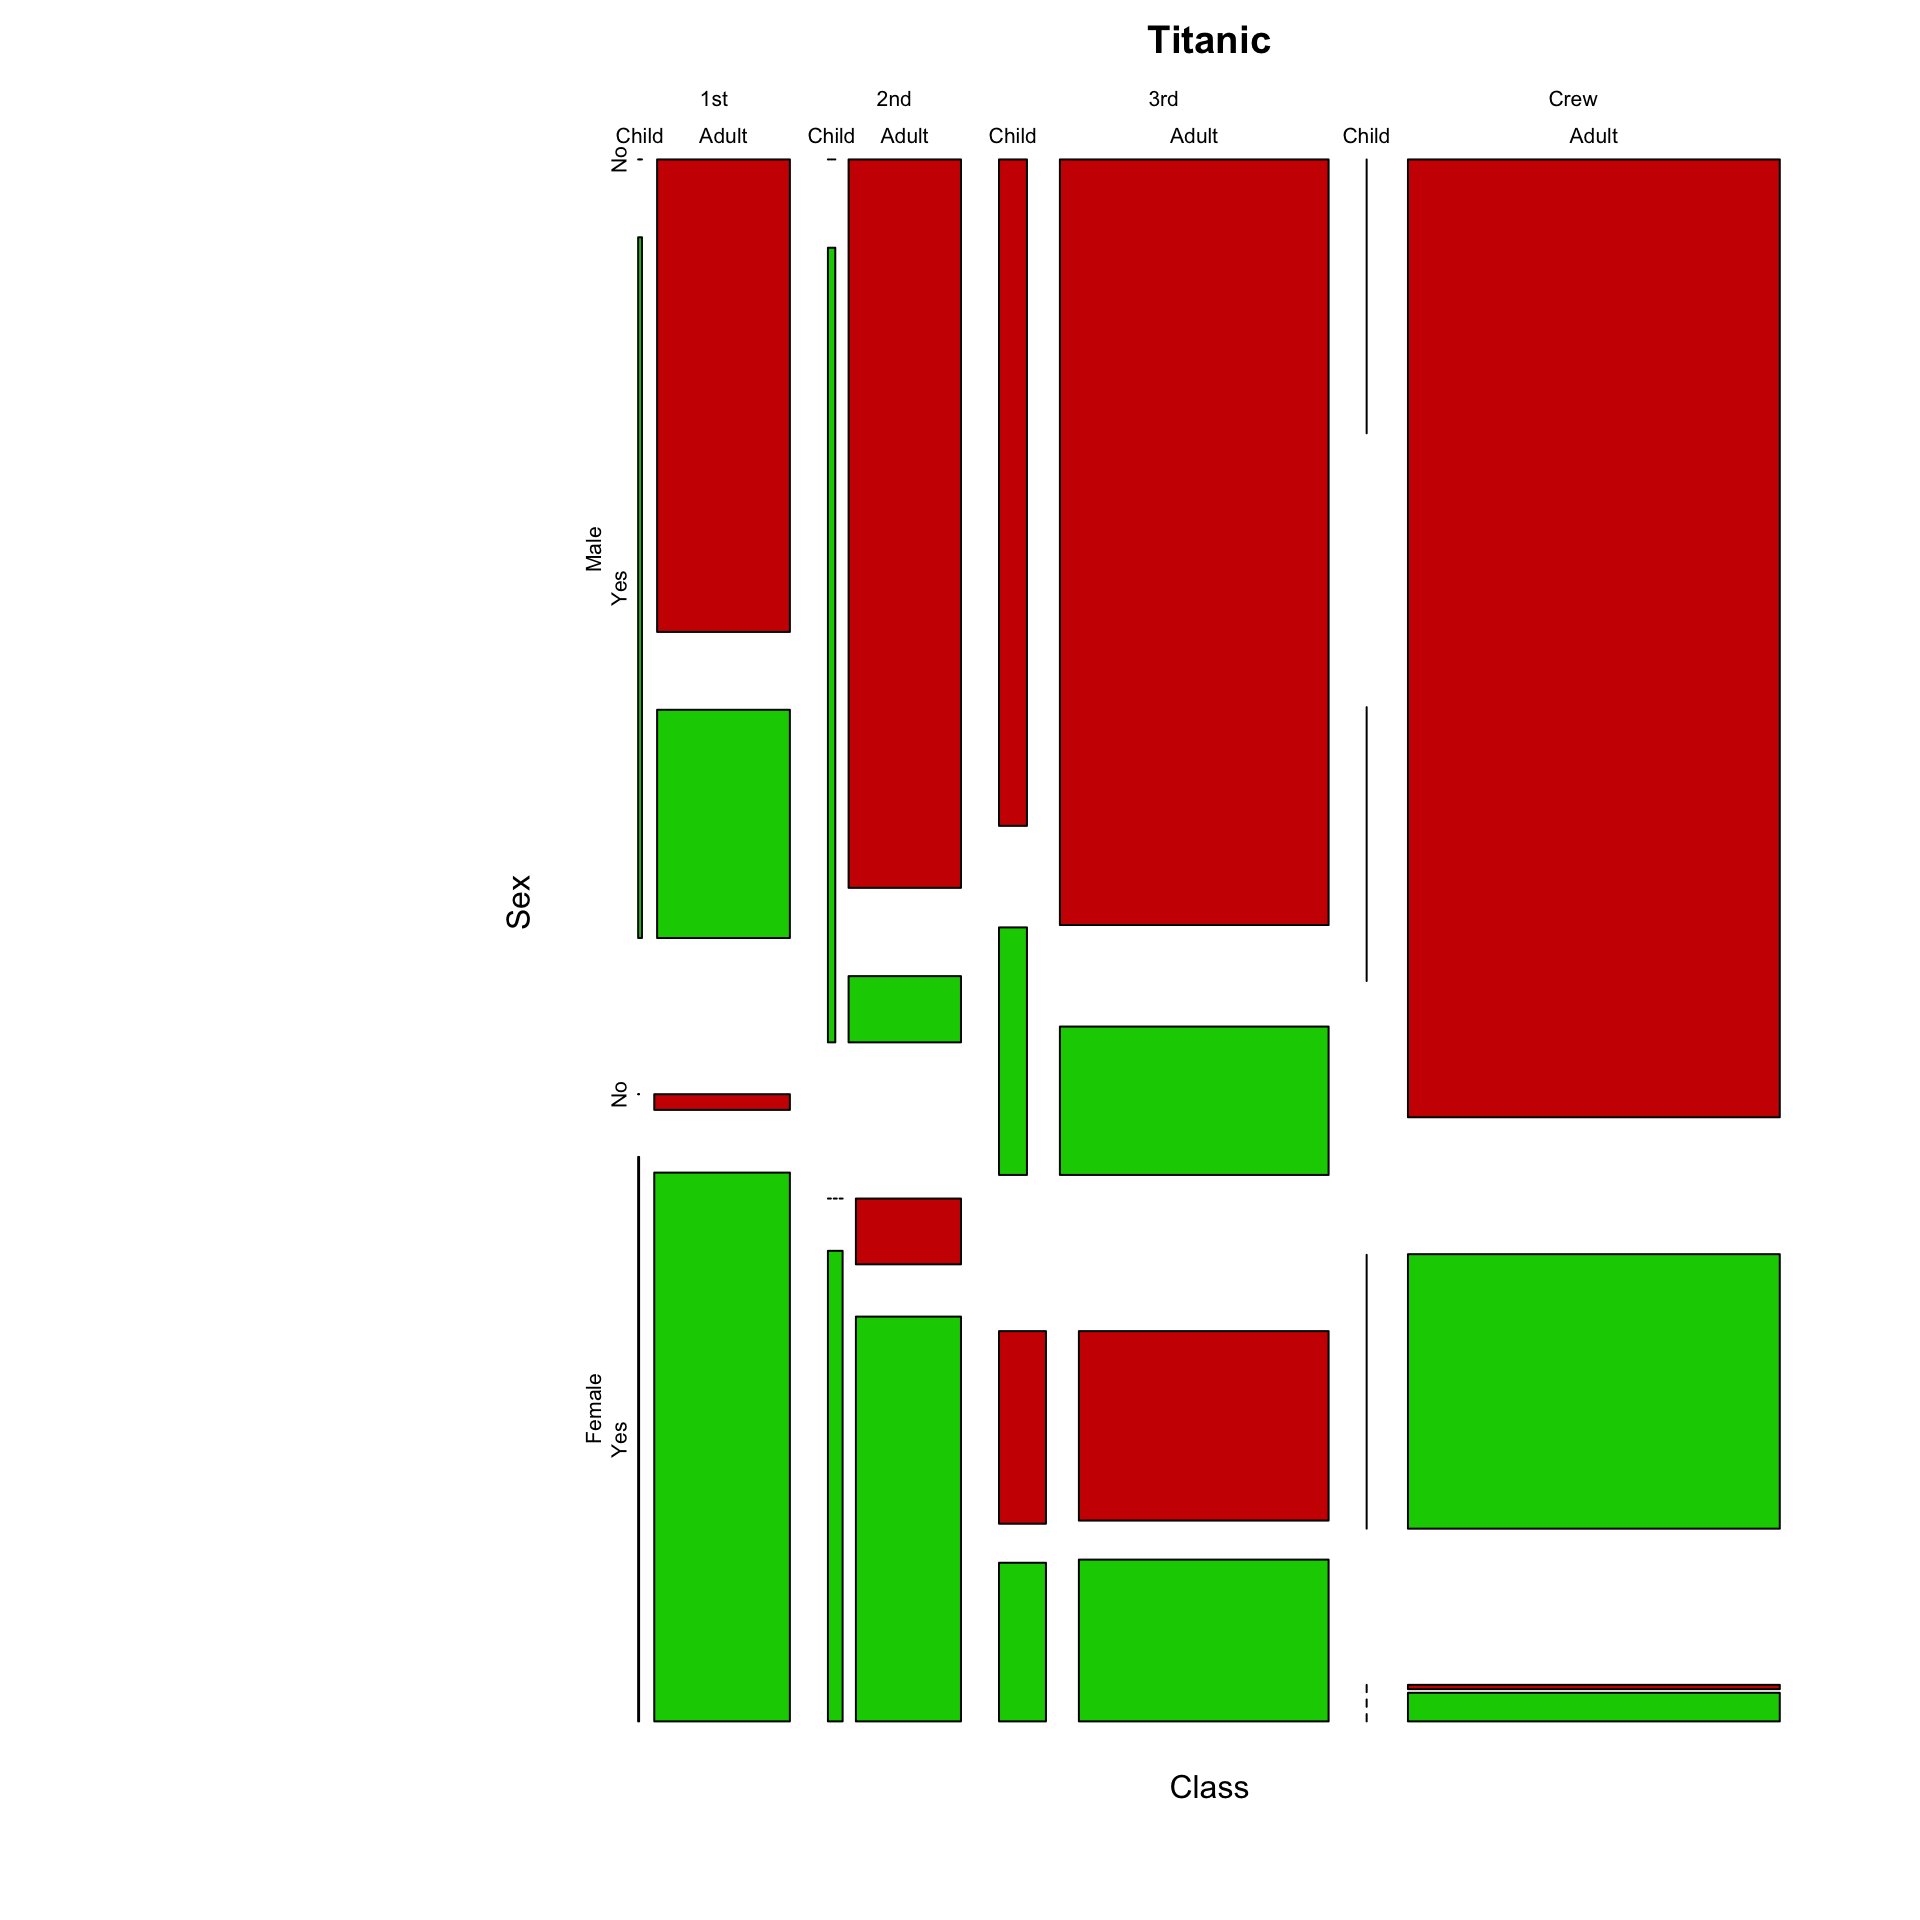 Titanic
1st 2nd 3rd Crew
Child Adult Child Adult Child Adult Child Adult
No
Male
Yes
Sex
No
Female
Yes
Class